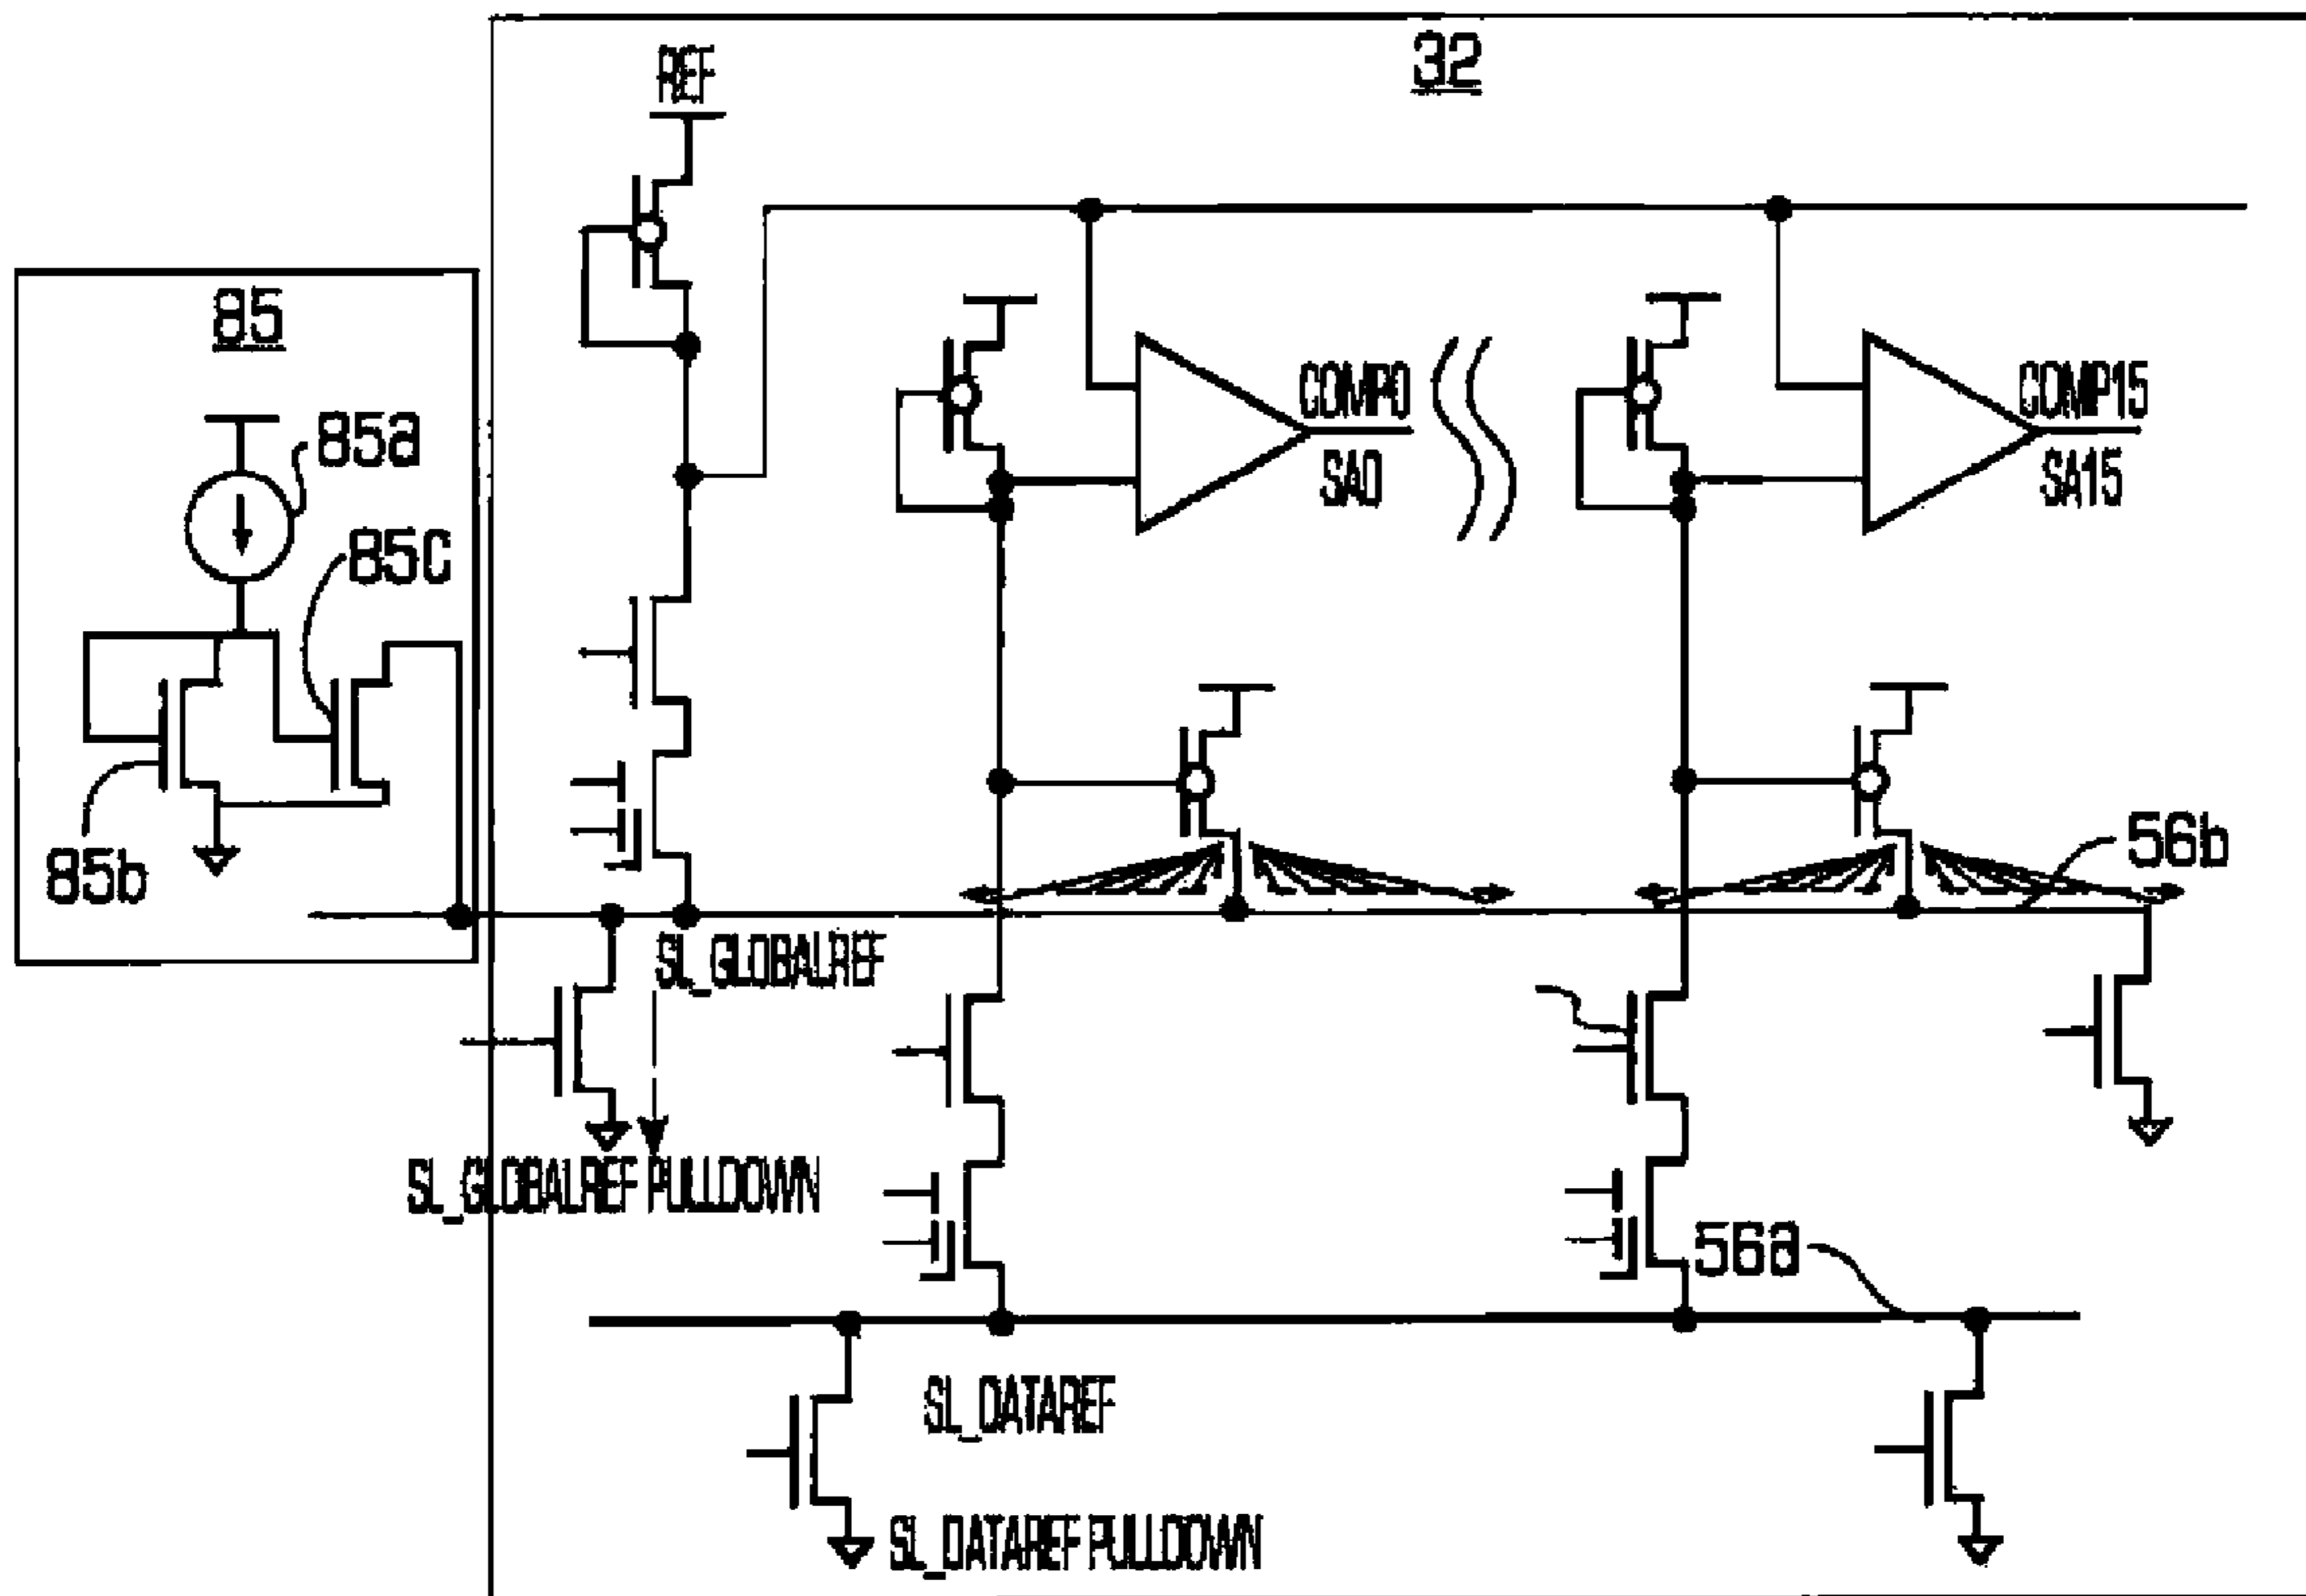 32
REF
85
85a
85C
85b
COMP0
SA0
COMP15
SA15
56b
SL_GLOBALREF
SL_GLOBALREF PULLDOWN
56a
SL_DATAREF
SL_DATAREF PULLDOWN